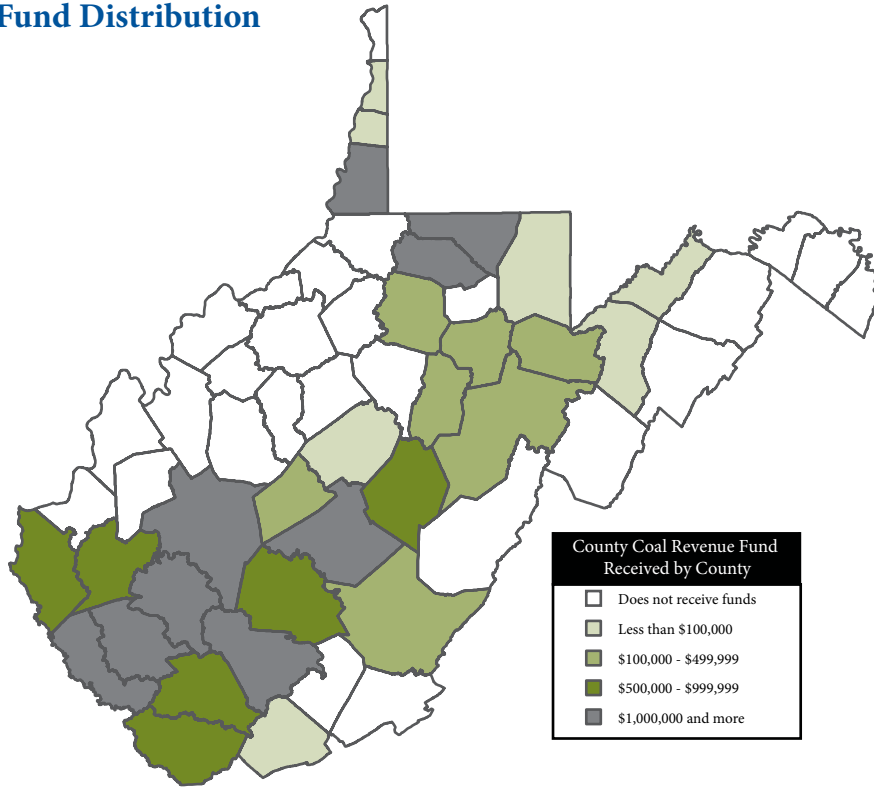 Fund Distribution
County Coal Revenue Fund
Received by County
Does not receive funds
Less than $100,000
$100,000 - $499,999
$500,000 - $999,999
$1,000,000 and more